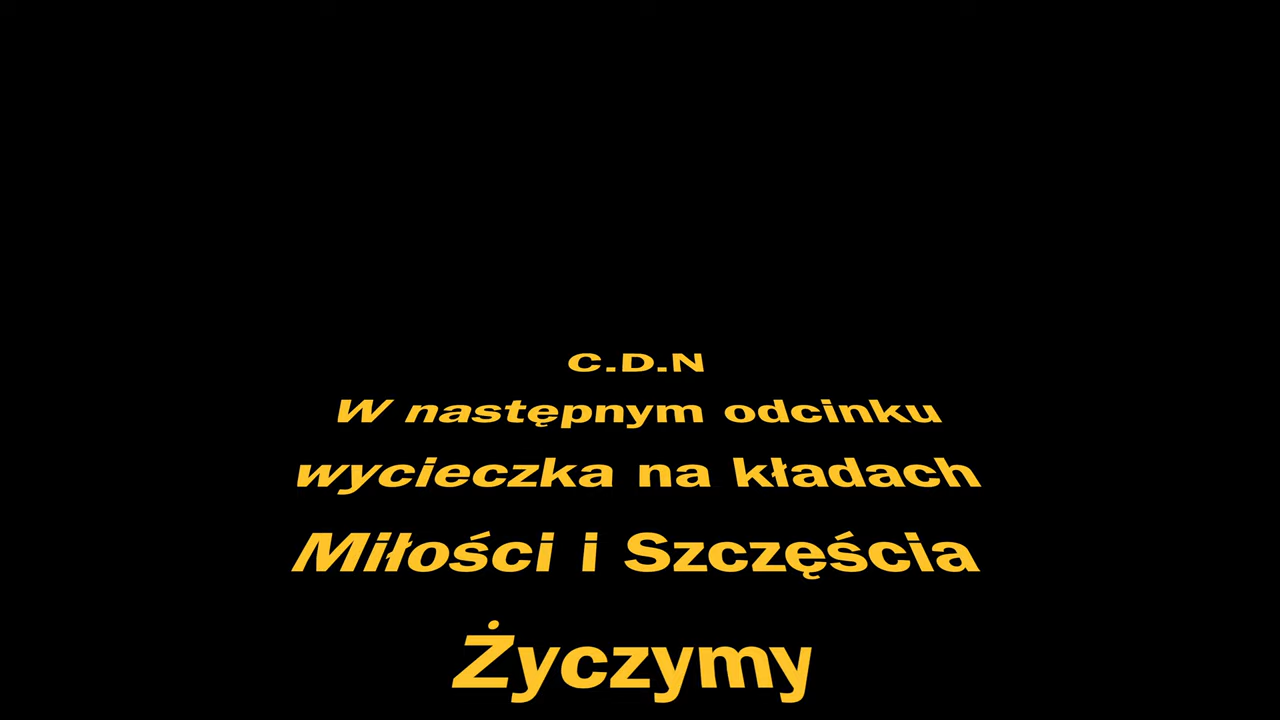 C.D.N
W następnym odcinku
wycieczka na kładach
Miłości i Szczęścia
Życzymy